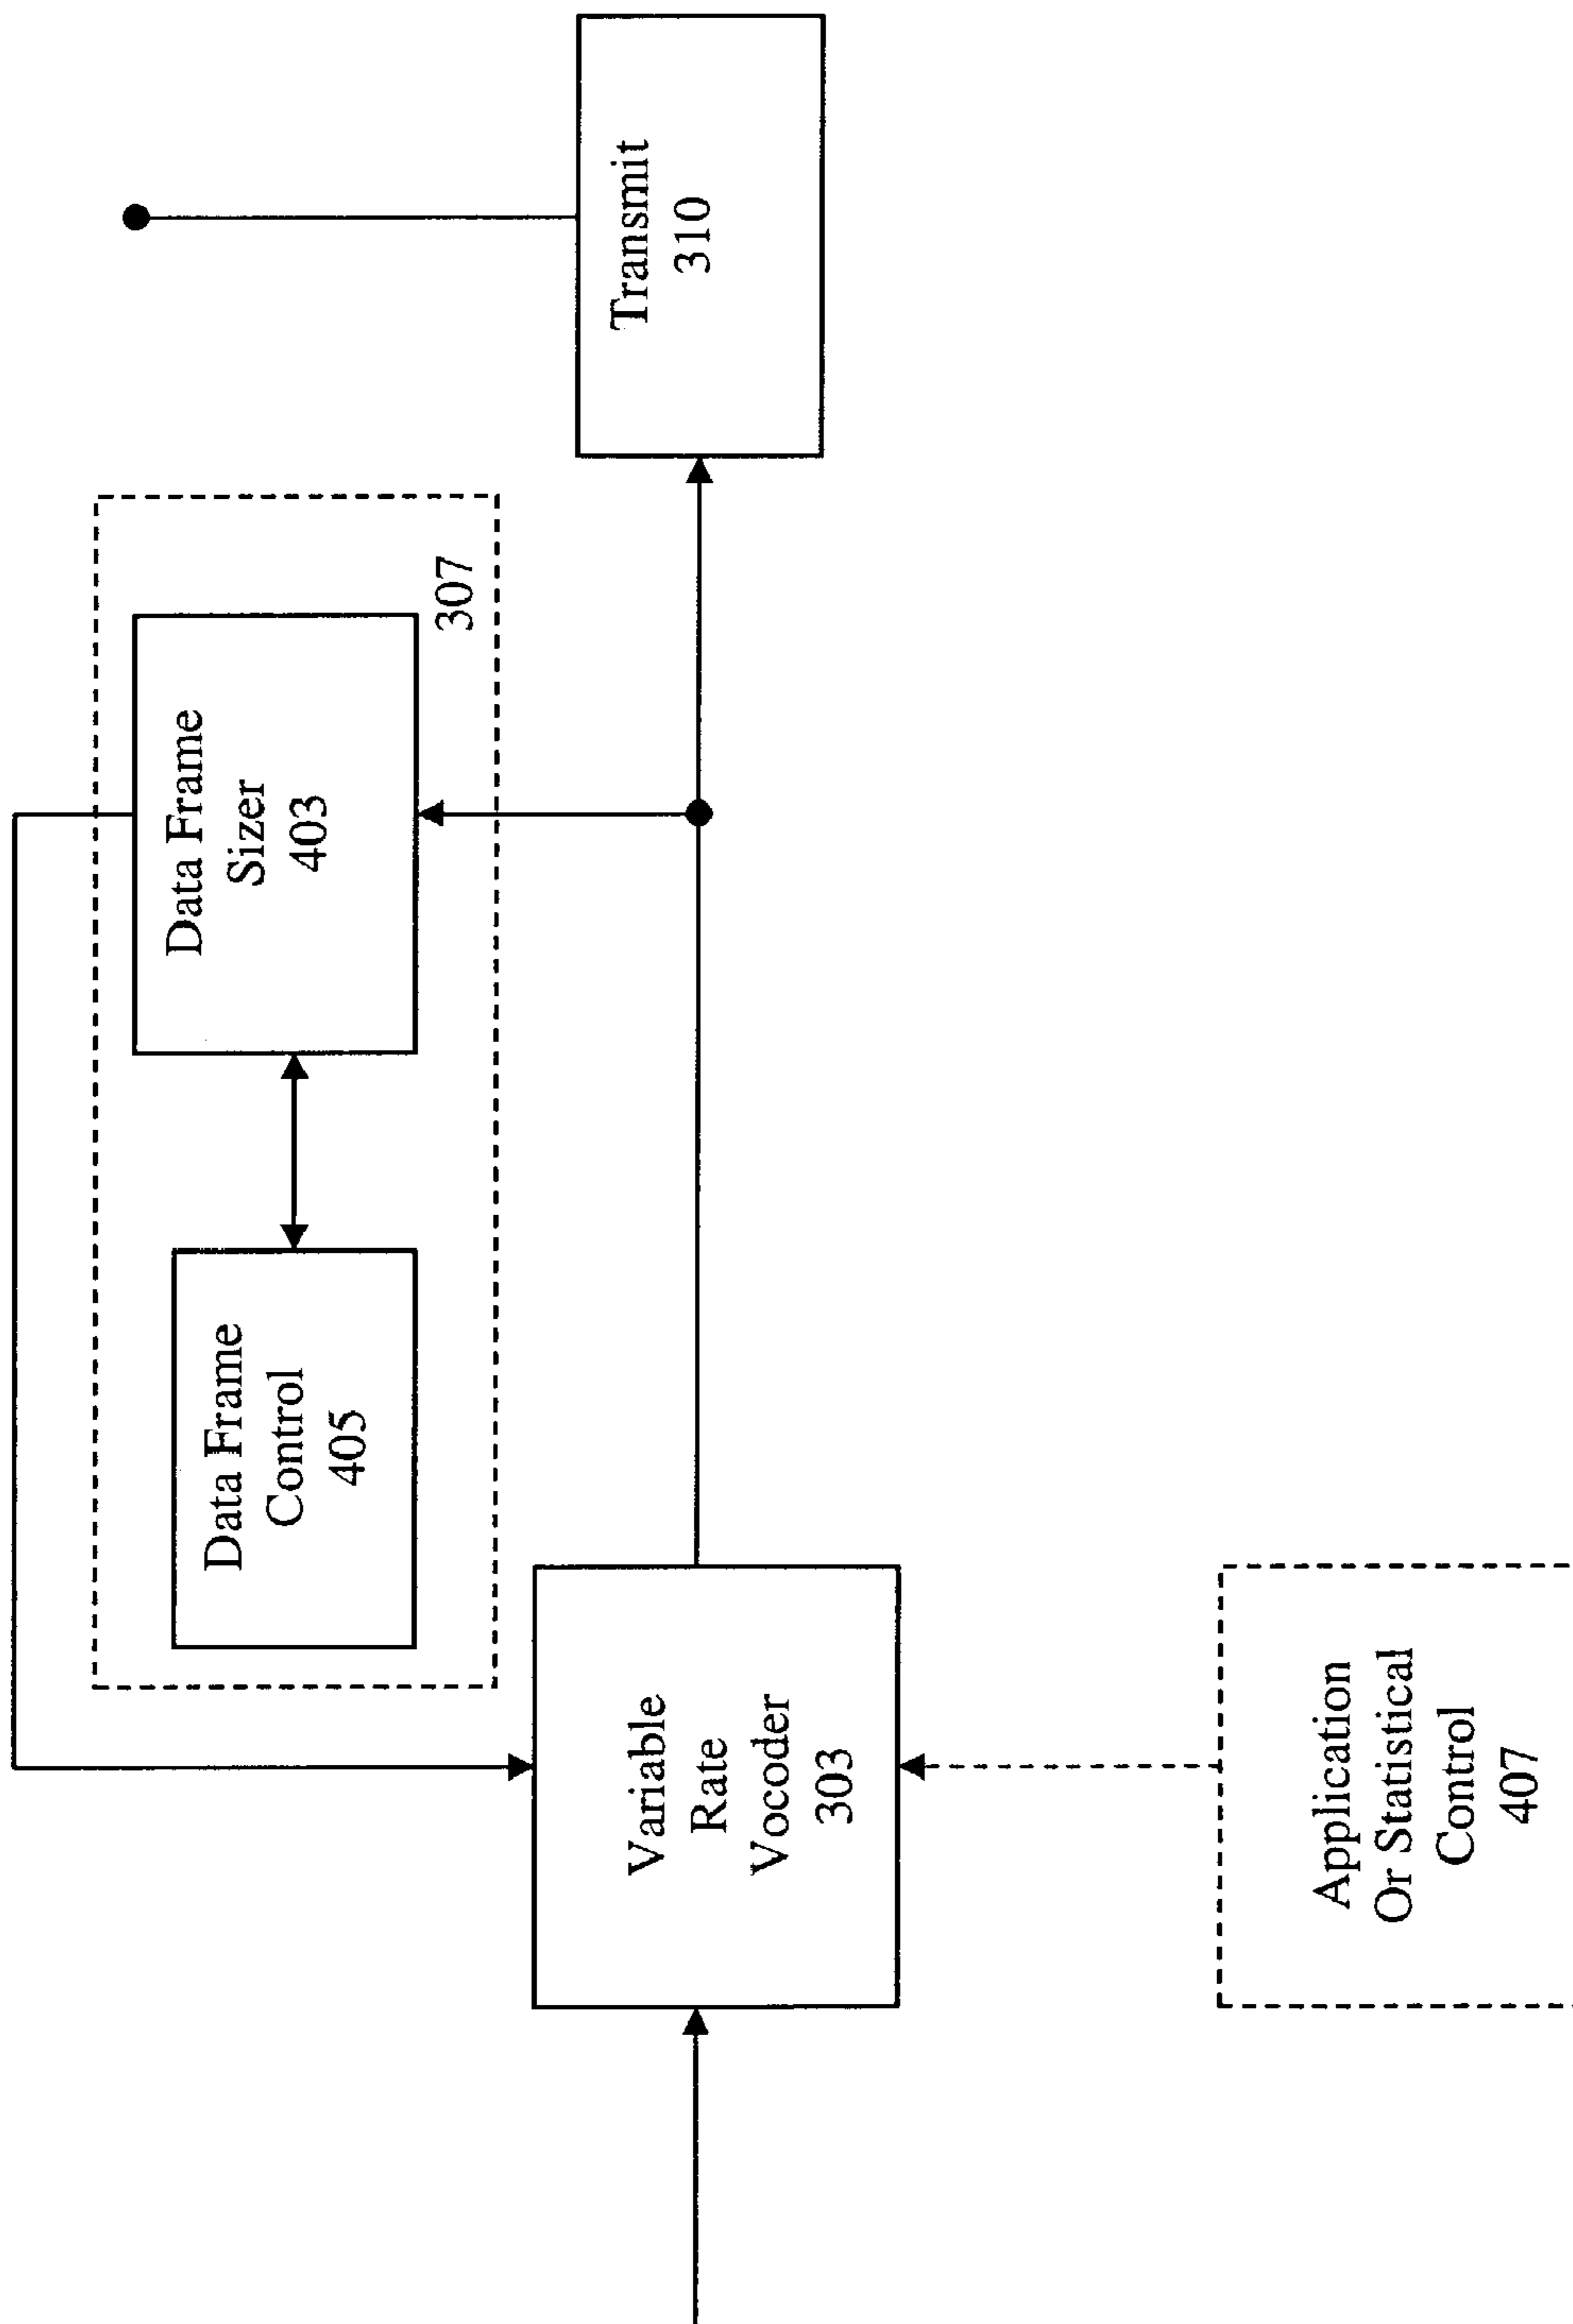 Data Frame
Control
405
Data Frame
Sizer
403
307
Variable
Rate
Vocoder
303
Transmit
310
Application
Or Statistical
Control
407